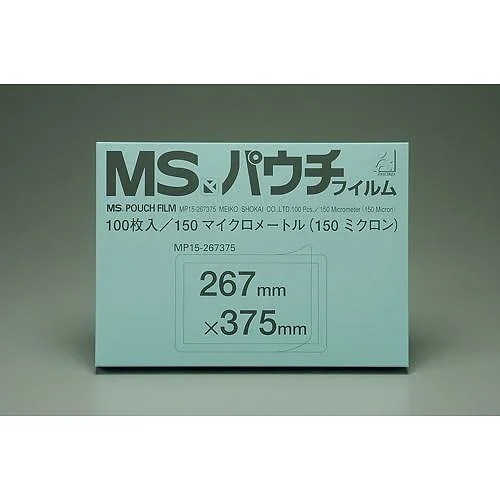 MS パウチフィルム
MS POUCH FILM MP15-267375 MEIKO SHOKAI CO.,LTD.100 Pcs./150 Micrometer (150 Micron)
100枚入/150 マイクロメートル (150 ミクロン)
MP15-267375
267mm
×375mm